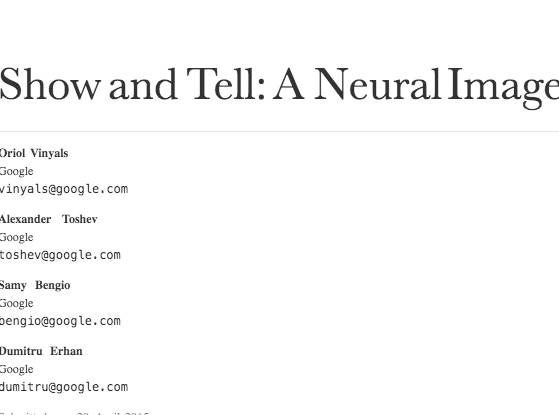 Show and Tell: A Neural Image
Oriol Vinyals
Google
vinyals@google.com
Alexander Toshev
Google
toshev@google.com
Samy Bengio
Google
bengio@google.com
Dumitru Erhan
Google
dumitru@google.com